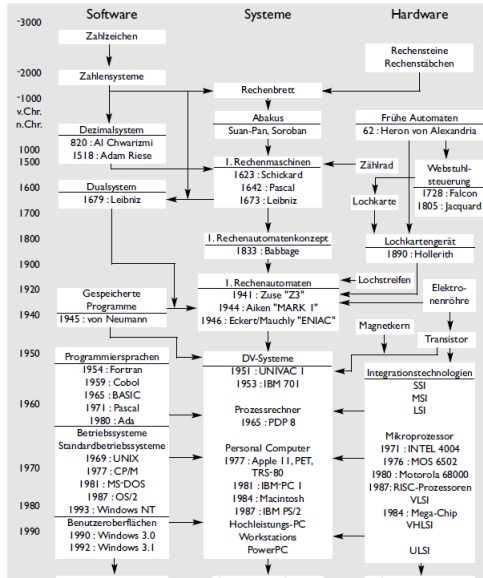 Software
Systeme
Hardware
-3000
-2000
-1000
v.Chr.
n.Chr.
1000
1500
1600
1700
1800
1900
1920
1940
1950
1960
1970
1980
1990
Zahlzeichen
Zahlensysteme
Dezimalsystem
820 : Al Chwarizmi
1518 : Adam Riese
Dualsystem
1679 : Leibniz
Gespeicherte
Programme
1945 : von Neumann
Programmiersprachen
1954 : Fortran
1959 : Cobol
1965 : BASIC
1971 : Pascal
1980 : Ada
Betriebssysteme
Standardbetriebssysteme
1969 : UNIX
1977 : CP/M
1981 : MS-DOS
1987 : OS/2
1993 : Windows NT
Benutzeroberflächen
1990 : Windows 3.0
1992 : Windows 3.1
Rechenbrett
Abakus
Suan-Pan, Soroban
1. Rechenmaschinen
1623 : Schickard
1642 : Pascal
1673 : Leibniz
1. Rechenautomatenkonzept
1833 : Babbage
1. Rechenautomaten
1941 : Zuse "Z3"
1944 : Aiken "MARK 1"
1946 : Eckert/Mauchly "ENIAC"
DV-Systeme
1951 : UNIVAC 1
1953 : IBM 701
Prozessrechner
1965 : PDP 8
Personal Computer
1977 : Apple 11, PET,
TRS-80
1981 : IBM-PC 1
1984 : Macintosh
1987 : IBM PS/2
Hochleistungs-PC
Workstations
PowerPC
Rechensteine
Rechenstäbchen
Frühe Automaten
62 : Heron von Alexandria
Zählrad
Webstuhl-
steuerung
1728 : Falcon
1805 : Jacquard
Lochkarte
Lochkartengerät
1890 : Hollerith
Lochstreifen
Elektro-
nenröhre
Magnetkern
Transistor
Integrationstechnologien
SSI
MSI
LSI
Mikroprozessor
1971 : INTEL 4004
1976 : MOS 6502
1980 : Motorola 68000
1987: RISC-Prozessoren
VLSI
1984 : Mega-Chip
VHLSI
ULSI